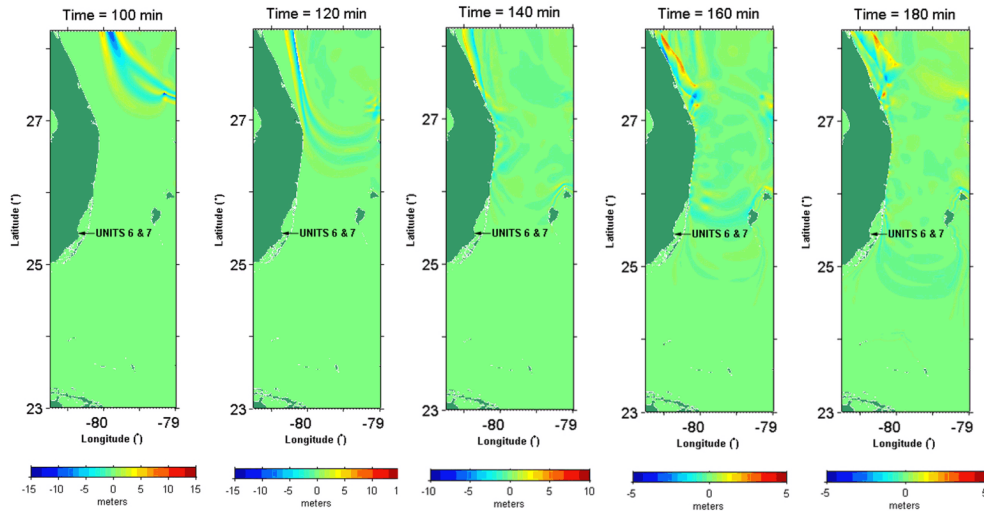 Time = 100 min
Time = 120 min
Time = 140 min
Time = 160 min
Time = 180 min
27
25
23
Latitude (°)
UNITS 6 & 7
-80
-79
Longitude (°)
27
25
23
Latitude (°)
UNITS 6 & 7
-80
-79
Longitude (°)
27
25
23
Latitude (°)
UNITS 6 & 7
-80
-79
Longitude (°)
27
25
23
Latitude (°)
UNITS 6 & 7
-80
-79
Longitude (°)
27
25
23
Latitude (°)
UNITS 6 & 7
-80
-79
Longitude (°)
-15 -10 -5 0 5 10 15
meters
-15 -10 -5 0 5 10 1
meters
-10 -5 0 5 10
meters
-5 0 5
meters
-5 0 5
meters